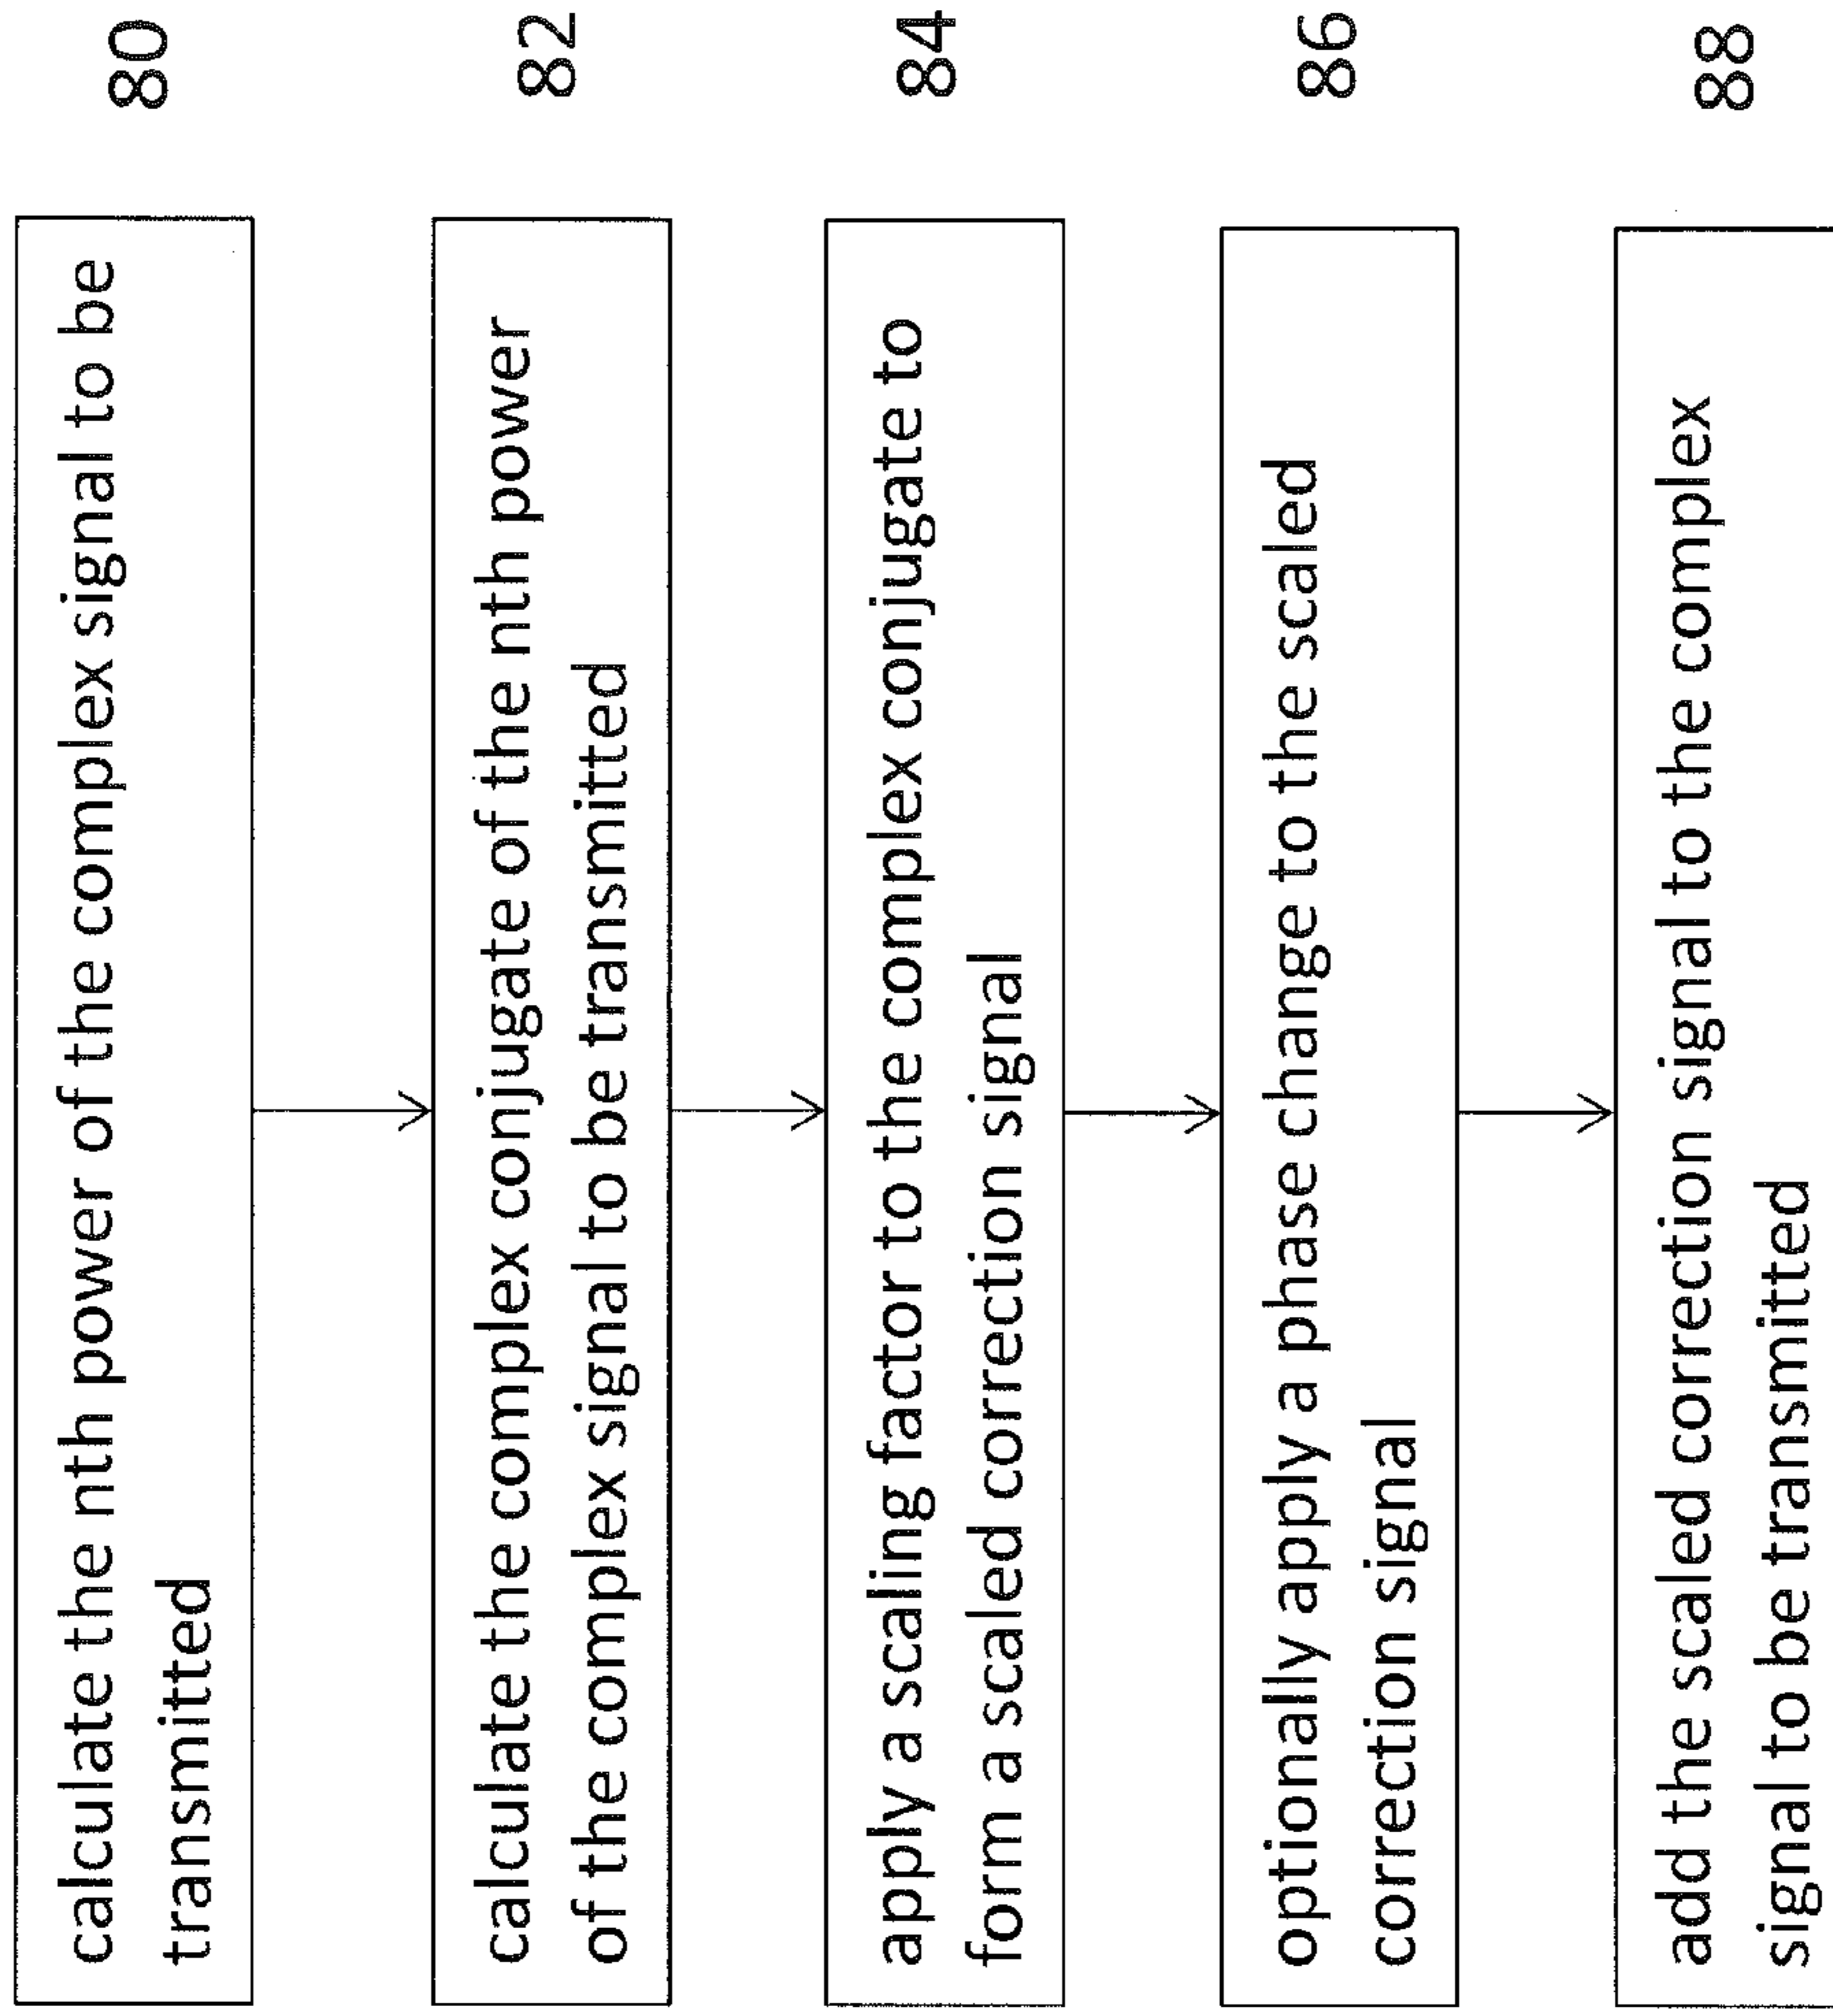 calculate the nth power of the complex signal to be
transmitted
80
calculate the complex conjugate of the nth power
of the complex signal to be transmitted
82
apply a scaling factor to the complex conjugate to
form a scaled correction signal
84
optionally apply a phase change to the scaled
correction signal
86
add the scaled correction signal to the complex
signal to be transmitted
88